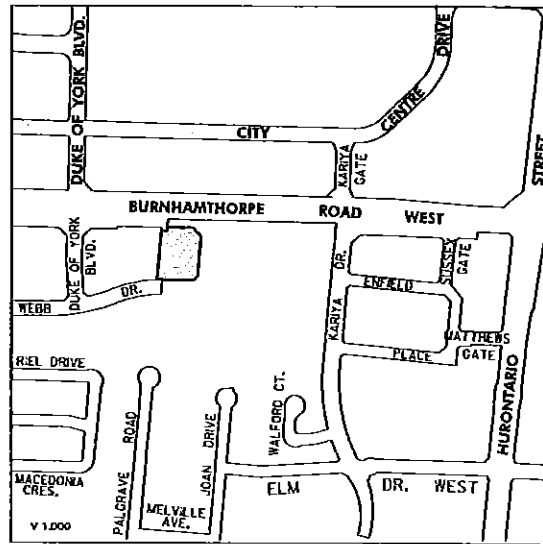 DUKE OF YORK BLVD.
CITY
CENTRE
DRIVE
KARIYA
GATE
STREET
BURNHAMTHORPE ROAD WEST
DUKE OF YORK
BLVD.
WEBB
DR.
KARIYA
DR.
ENFIELD
SUSSEX
GATE
MATTHEWS
GATE
PLACE
HURONTARIO
RIEL DRIVE
MACEDONIA
CRES.
PALGRAVE
ROAD
MELVILLE
AVE.
JOAN DRIVE
WALFORD CT.
ELM DR. WEST
V 1.000